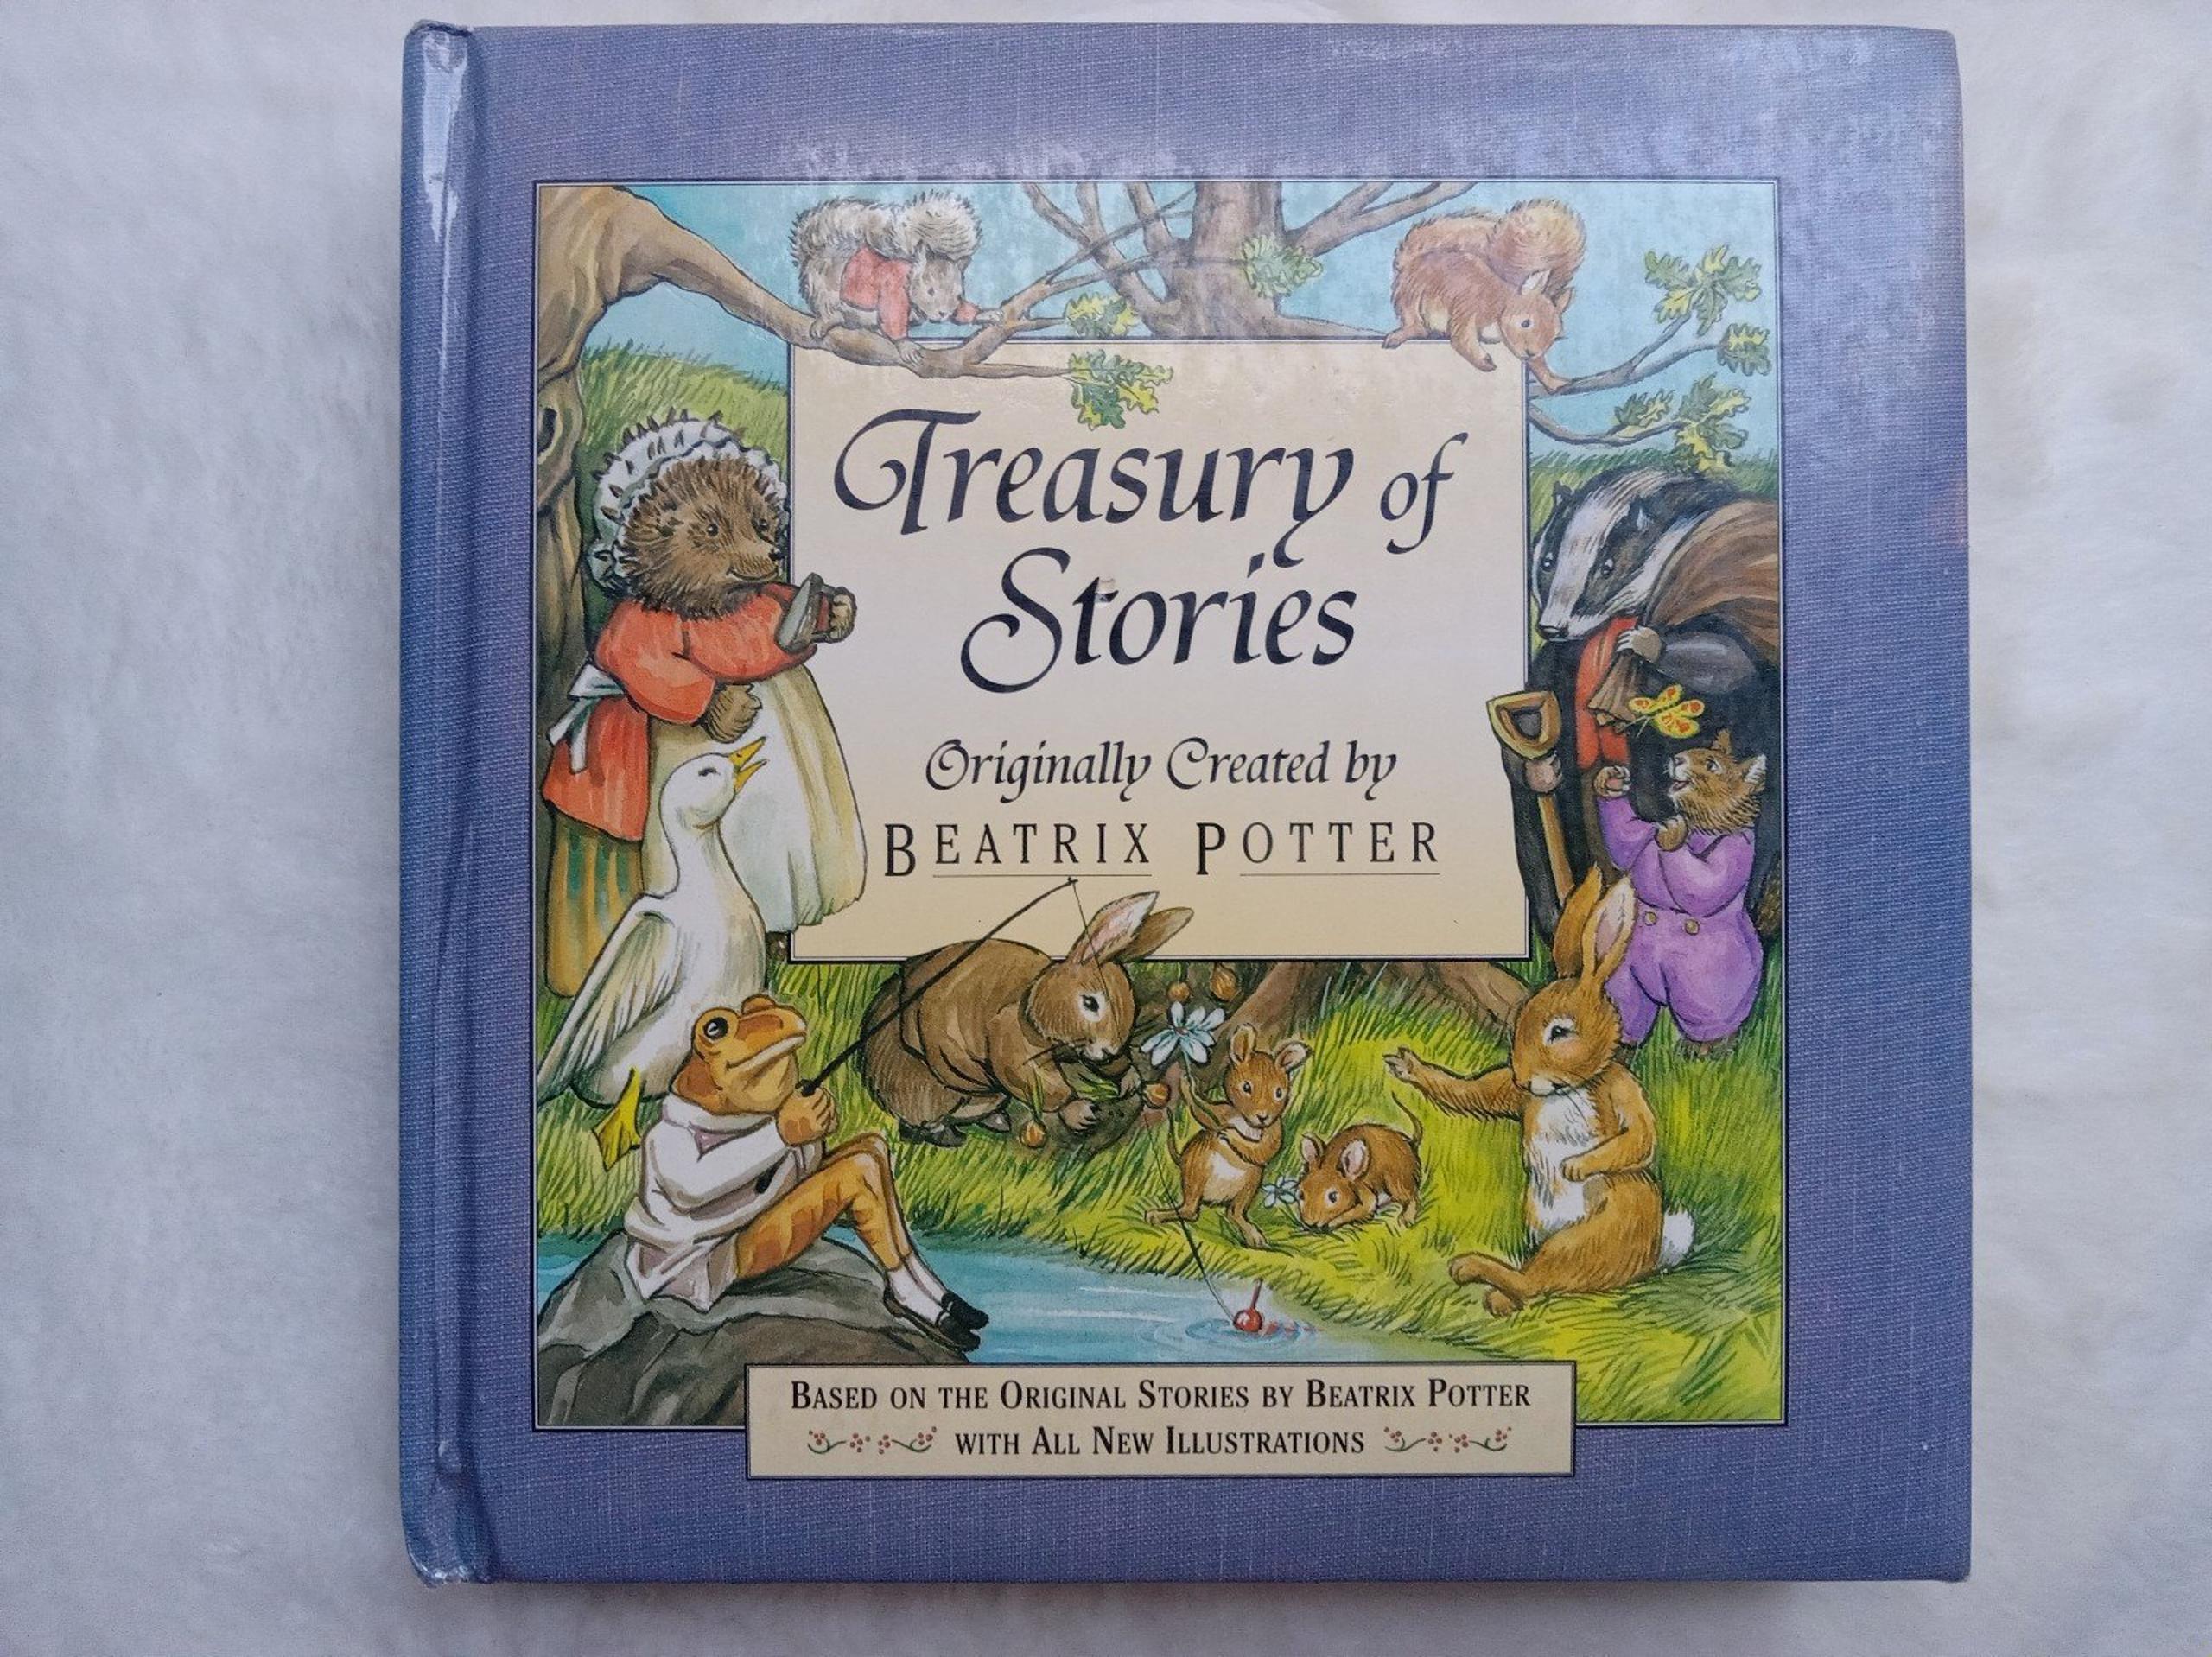 Treasury of
Stories
Originally Created by
BEATRIX POTTER
BASED ON THE ORIGINAL STORIES BY BEATRIX POTTER
WITH ALL NEW ILLUSTRATIONS